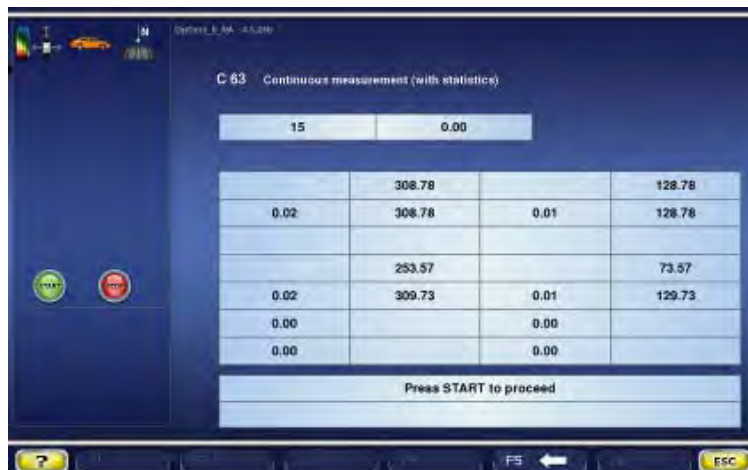 N
C 63 Continuous measurement (with statistics)
15 0.00
308.78 128.78
0.02 308.78 0.01 128.78
253.57 73.57
START STOP
0.02 309.73 0.01 129.73
0.00 0.00
0.00 0.00
Press START to proceed
? F5 ESC